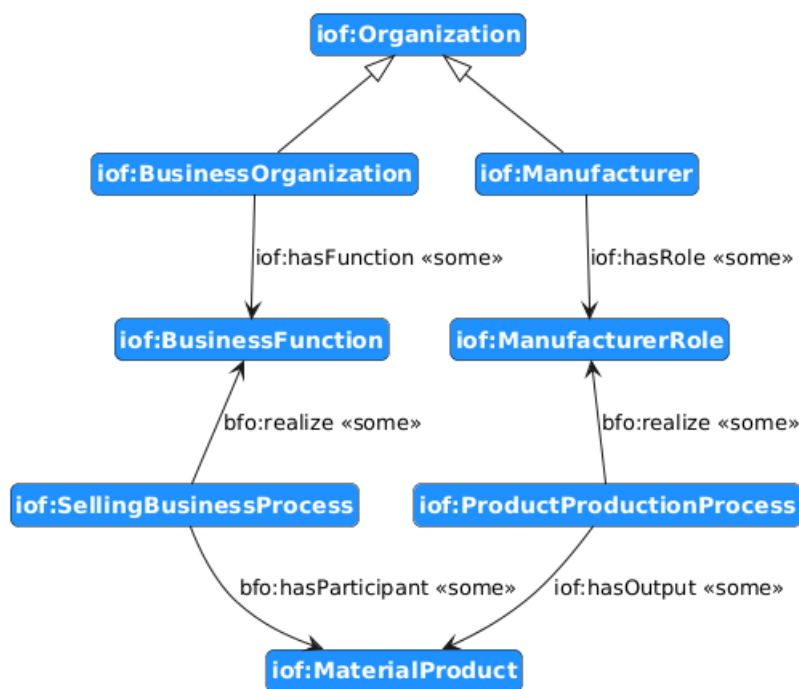 iof:Organization
iof:BusinessOrganization
iof:Manufacturer
iof:hasFunction «some»
iof:hasRole «some»
iof:BusinessFunction
iof:ManufacturerRole
bfo:realize «some»
bfo:realize «some»
iof:SellingBusinessProcess
iof:ProductProductionProcess
bfo:hasParticipant «some»
iof:hasOutput «some»
iof:MaterialProduct